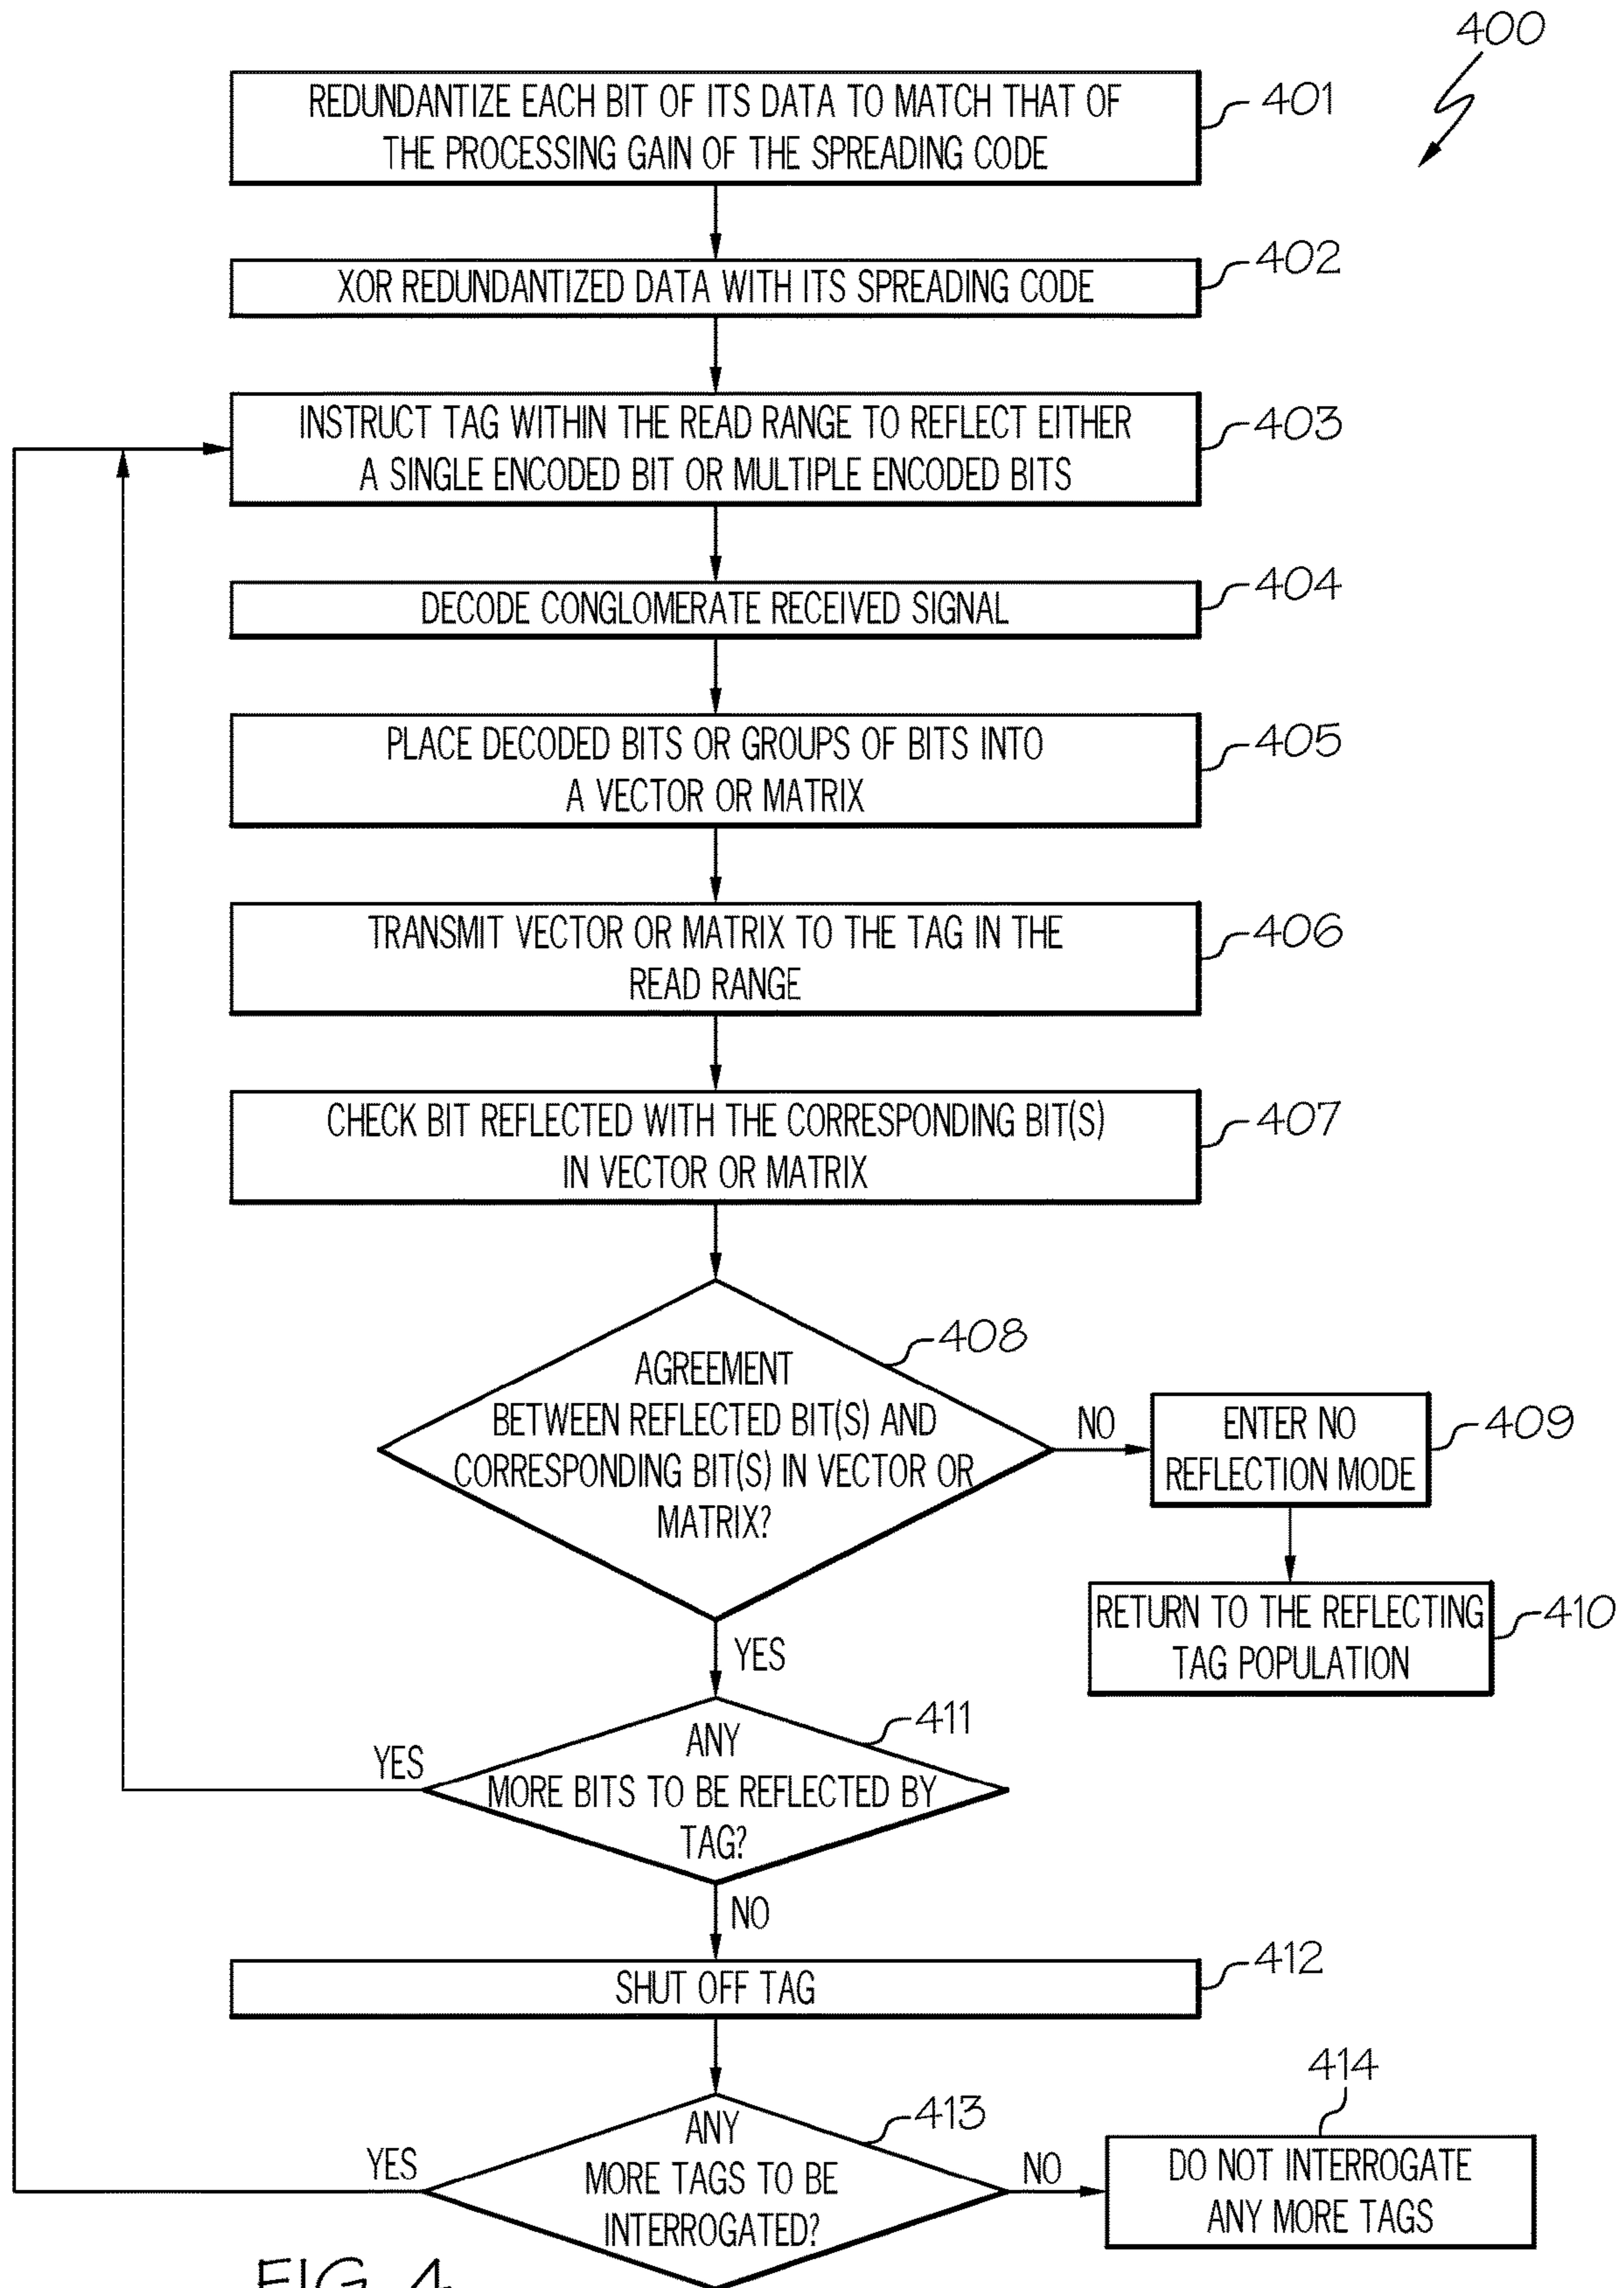 400
REDUNDANTIZE EACH BIT OF ITS DATA TO MATCH THAT OF
THE PROCESSING GAIN OF THE SPREADING CODE
401
XOR REDUNDANTIZED DATA WITH ITS SPREADING CODE
402
INSTRUCT TAG WITHIN THE READ RANGE TO REFLECT EITHER
A SINGLE ENCODED BIT OR MULTIPLE ENCODED BITS
403
DECODE CONGLOMERATE RECEIVED SIGNAL
404
PLACE DECODED BITS OR GROUPS OF BITS INTO
A VECTOR OR MATRIX
405
TRANSMIT VECTOR OR MATRIX TO THE TAG IN THE
READ RANGE
406
CHECK BIT REFLECTED WITH THE CORRESPONDING BIT(S)
IN VECTOR OR MATRIX
407
AGREEMENT
BETWEEN REFLECTED BIT(S) AND
CORRESPONDING BIT(S) IN VECTOR OR
MATRIX?
408
NO
ENTER NO
REFLECTION MODE
409
RETURN TO THE REFLECTING
TAG POPULATION
410
YES
ANY
MORE BITS TO BE REFLECTED BY
TAG?
411
YES
NO
SHUT OFF TAG
412
ANY
MORE TAGS TO BE
INTERROGATED?
413
YES
NO
DO NOT INTERROGATE
ANY MORE TAGS
414
FIG. 4